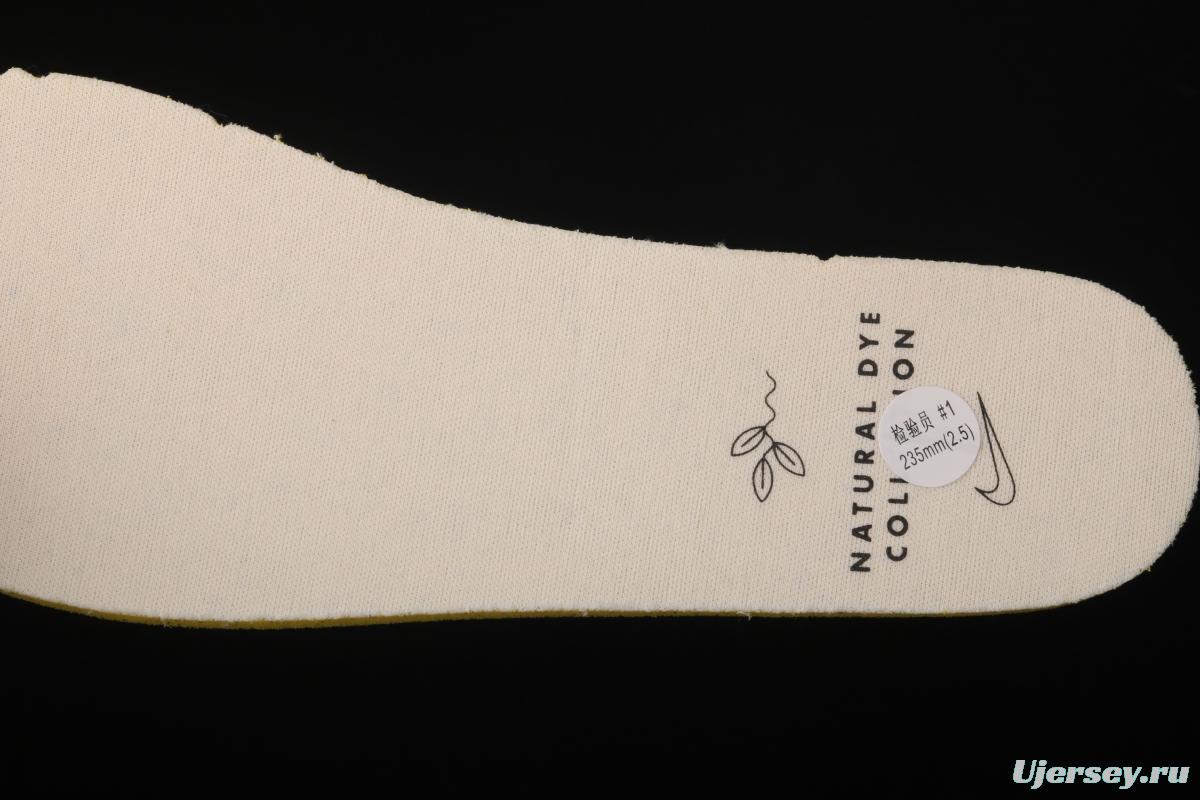 NATURAL DYE
检验员 #1
235mm(2.5)
Ujersey.ru